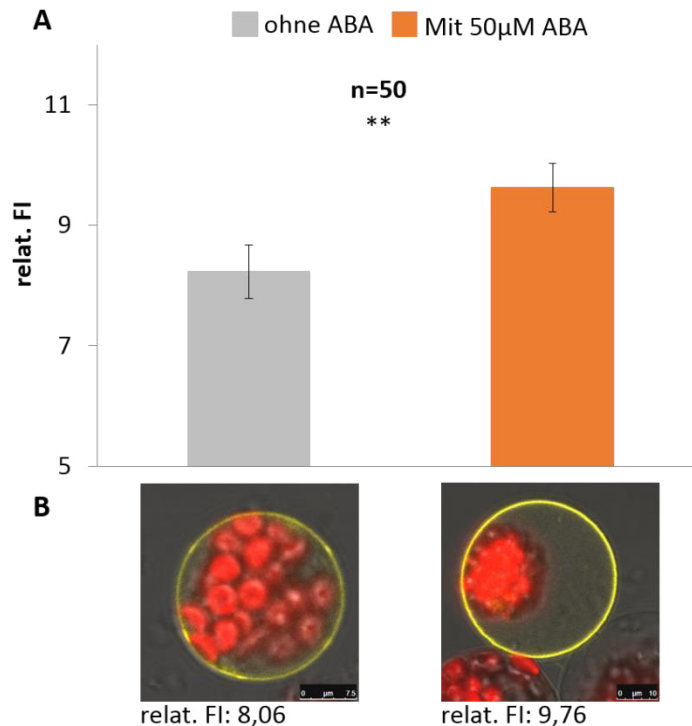 A
ohne ABA
Mit 50µM ABA
11
n=50
**
9
relat. FI
7
5
B
0 µm 7.5
0 µm 10
relat. FI: 8,06
relat. FI: 9,76